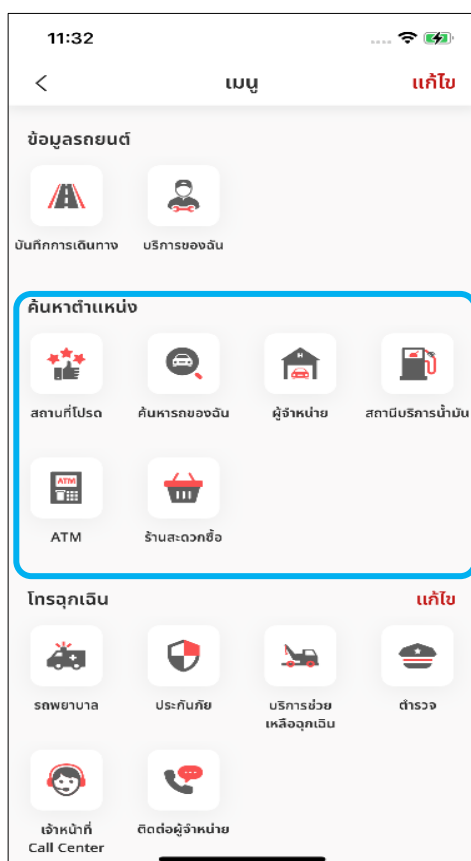 11:32
เมนู แก้ไข
ข้อมูลรถยนต์
บันทึกการเดินทาง บริการของฉัน
ค้นหาตำแหน่ง
สถานที่โปรด ค้นหารถของฉัน ผู้จำหน่าย สถานีบริการน้ำมัน
ATM
ATM ร้านสะดวกซื้อ
โทรฉุกเฉิน แก้ไข
รถพยาบาล ประกันภัย บริการช่วย ตำรวจ
เหลือฉุกเฉิน
เจ้าหน้าที่ ติดต่อผู้จำหน่าย
Call Center